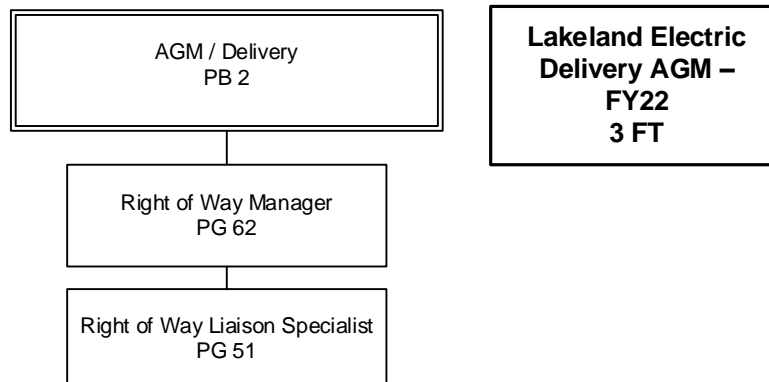 AGM / Delivery
PB 2
Lakeland Electric
Delivery AGM –
FY22
3 FT
Right of Way Manager
PG 62
Right of Way Liaison Specialist
PG 51